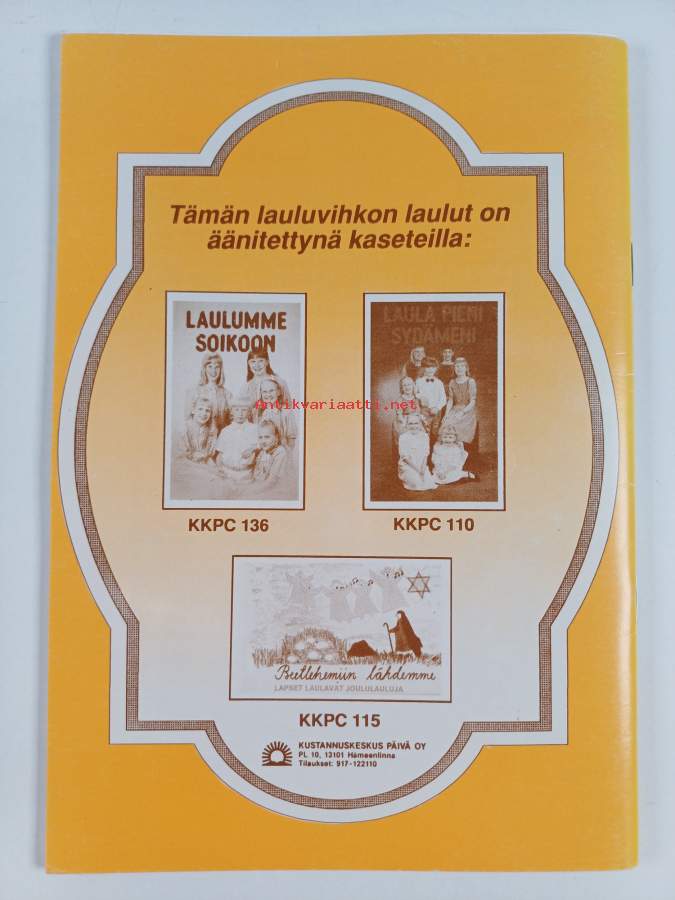 Tämän lauluvihkon laulut on
äänitettynä kaseteilla:
LAULUMME
SOIKOON
LAULA PIENI
SYDÄMENI
Antikvariaatti.net
KKPC 136
KKPC 110
Beetlehemiin lähdemme
LAPSET LAULAVAT JOULULAULUJA
KKPC 115
KUSTANNUSKESKUS PÄIVÄ OY
PL 10, 13101 Hämeenlinna
Tilaukset: 917-122110